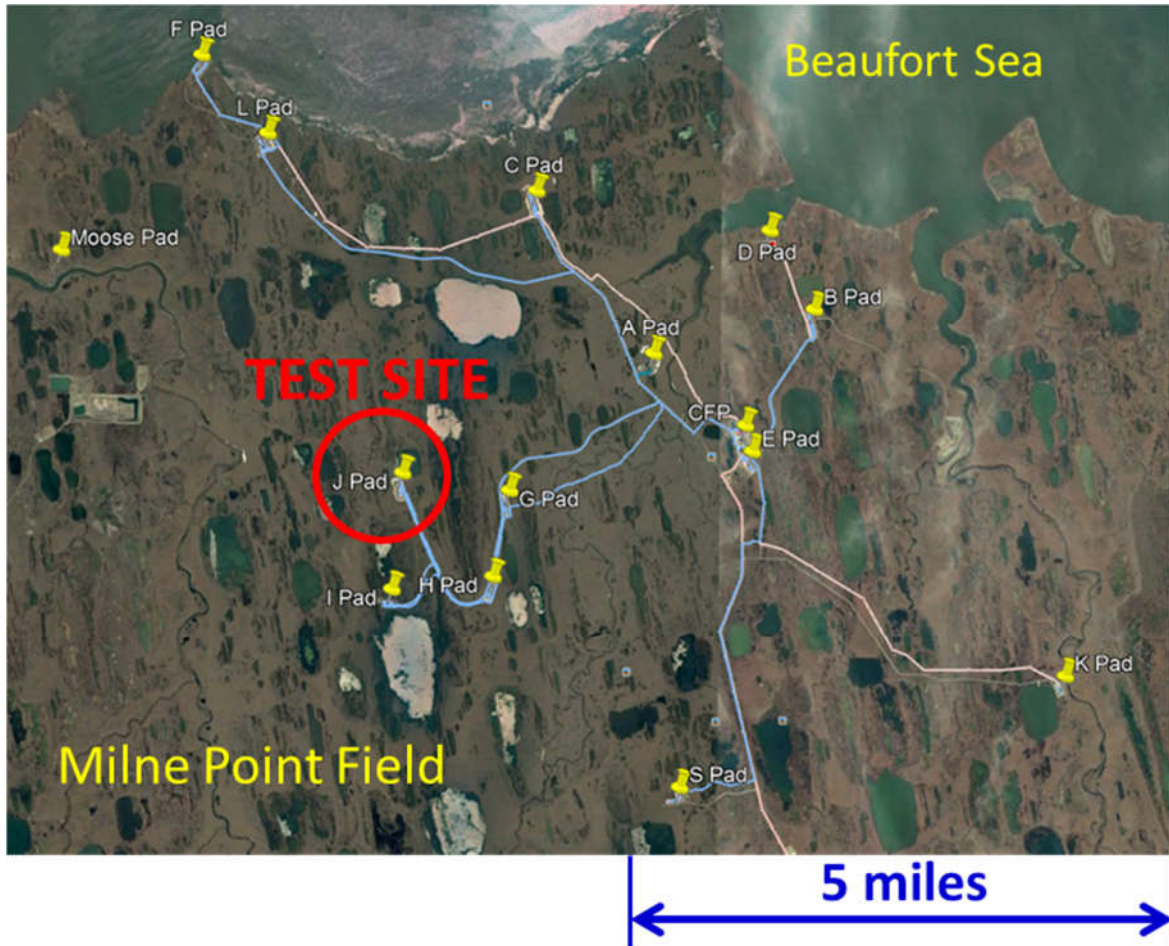 F Pad
Beaufort Sea
L Pad
C Pad
Moose Pad
D Pad
B Pad
A Pad
TEST SITE
CFP
E Pad
J Pad
G Pad
I Pad
H Pad
K Pad
Milne Point Field
S Pad
5 miles